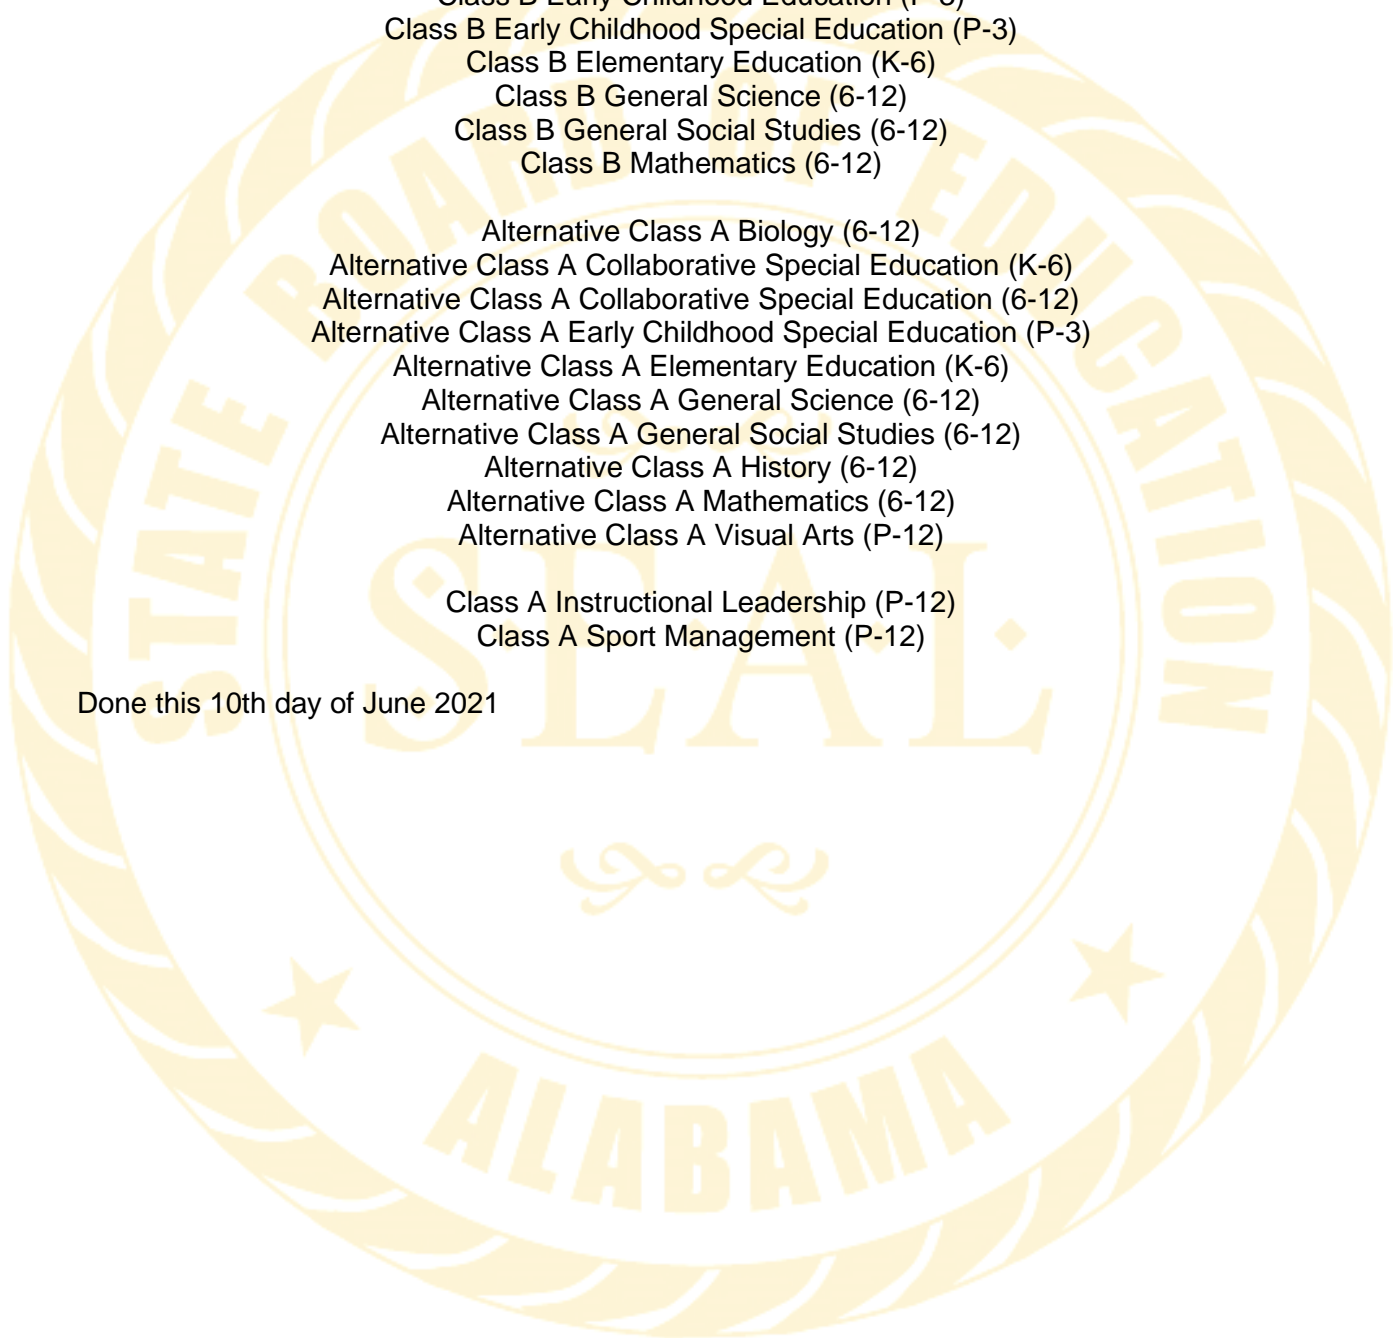 Class B Early Childhood Education (P-3)
Class B Early Childhood Special Education (P-3)
Class B Elementary Education (K-6)
Class B General Science (6-12)
Class B General Social Studies (6-12)
Class B Mathematics (6-12)
Alternative Class A Biology (6-12)
Alternative Class A Collaborative Special Education (K-6)
Alternative Class A Collaborative Special Education (6-12)
Alternative Class A Early Childhood Special Education (P-3)
Alternative Class A Elementary Education (K-6)
Alternative Class A General Science (6-12)
Alternative Class A General Social Studies (6-12)
Alternative Class A History (6-12)
Alternative Class A Mathematics (6-12)
Alternative Class A Visual Arts (P-12)
Class A Instructional Leadership (P-12)
Class A Sport Management (P-12)
Done this 10th day of June 2021
STATE BOARD OF EDUCATION
SEAL
ALABAMA